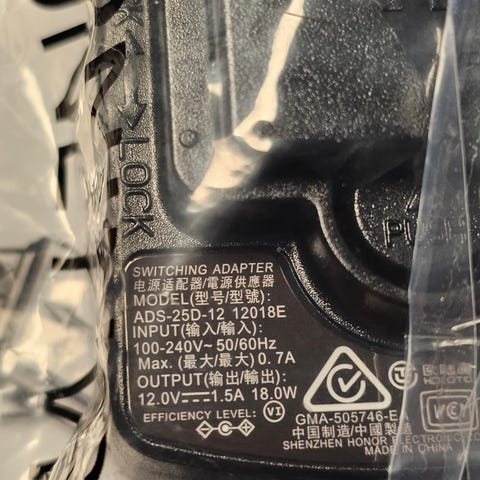 LOCK
PU
SWITCHING ADAPTER
电源适配器/電源供應器
MODEL(型号/型號):
ADS-25D-12 12018E
INPUT(输入/輸入):
100-240V~ 50/60Hz
Max. (最大/最大) 0.7A
OUTPUT(输出/輸出):
12.0V⎓1.5A 18.0W
EFFICIENCY LEVEL: VI
GMA-505746-EA
中国制造/中國製造
SHENZHEN HONOR ELECTRONIC CO
MADE IN CHINA